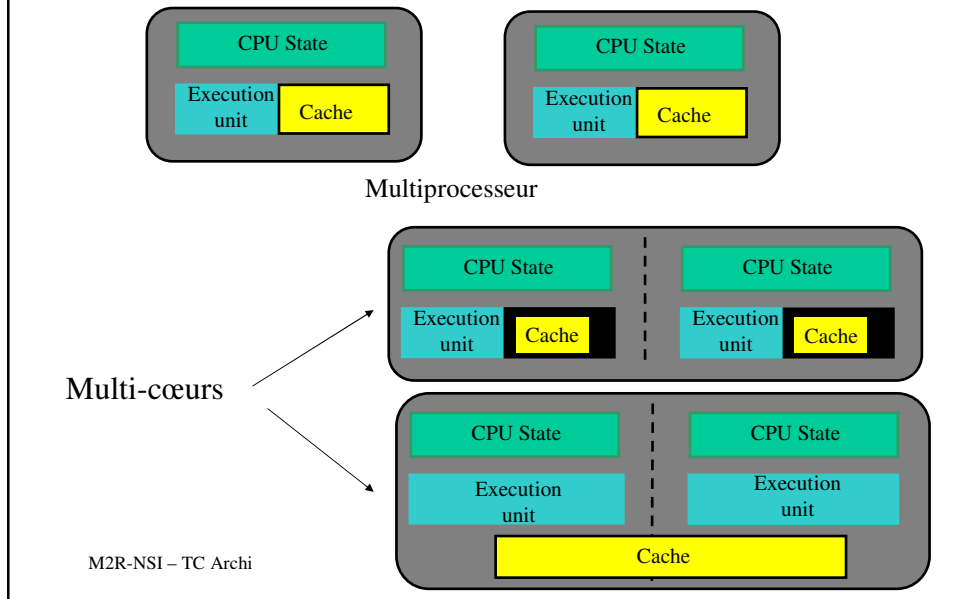 CPU State
CPU State
Execution
unit
Cache
Execution
unit
Cache
Multiprocesseur
CPU State
CPU State
Execution
unit
Cache
Execution
unit
Cache
Multi-cœurs
CPU State
CPU State
Execution
unit
Execution
unit
Cache
M2R-NSI – TC Archi